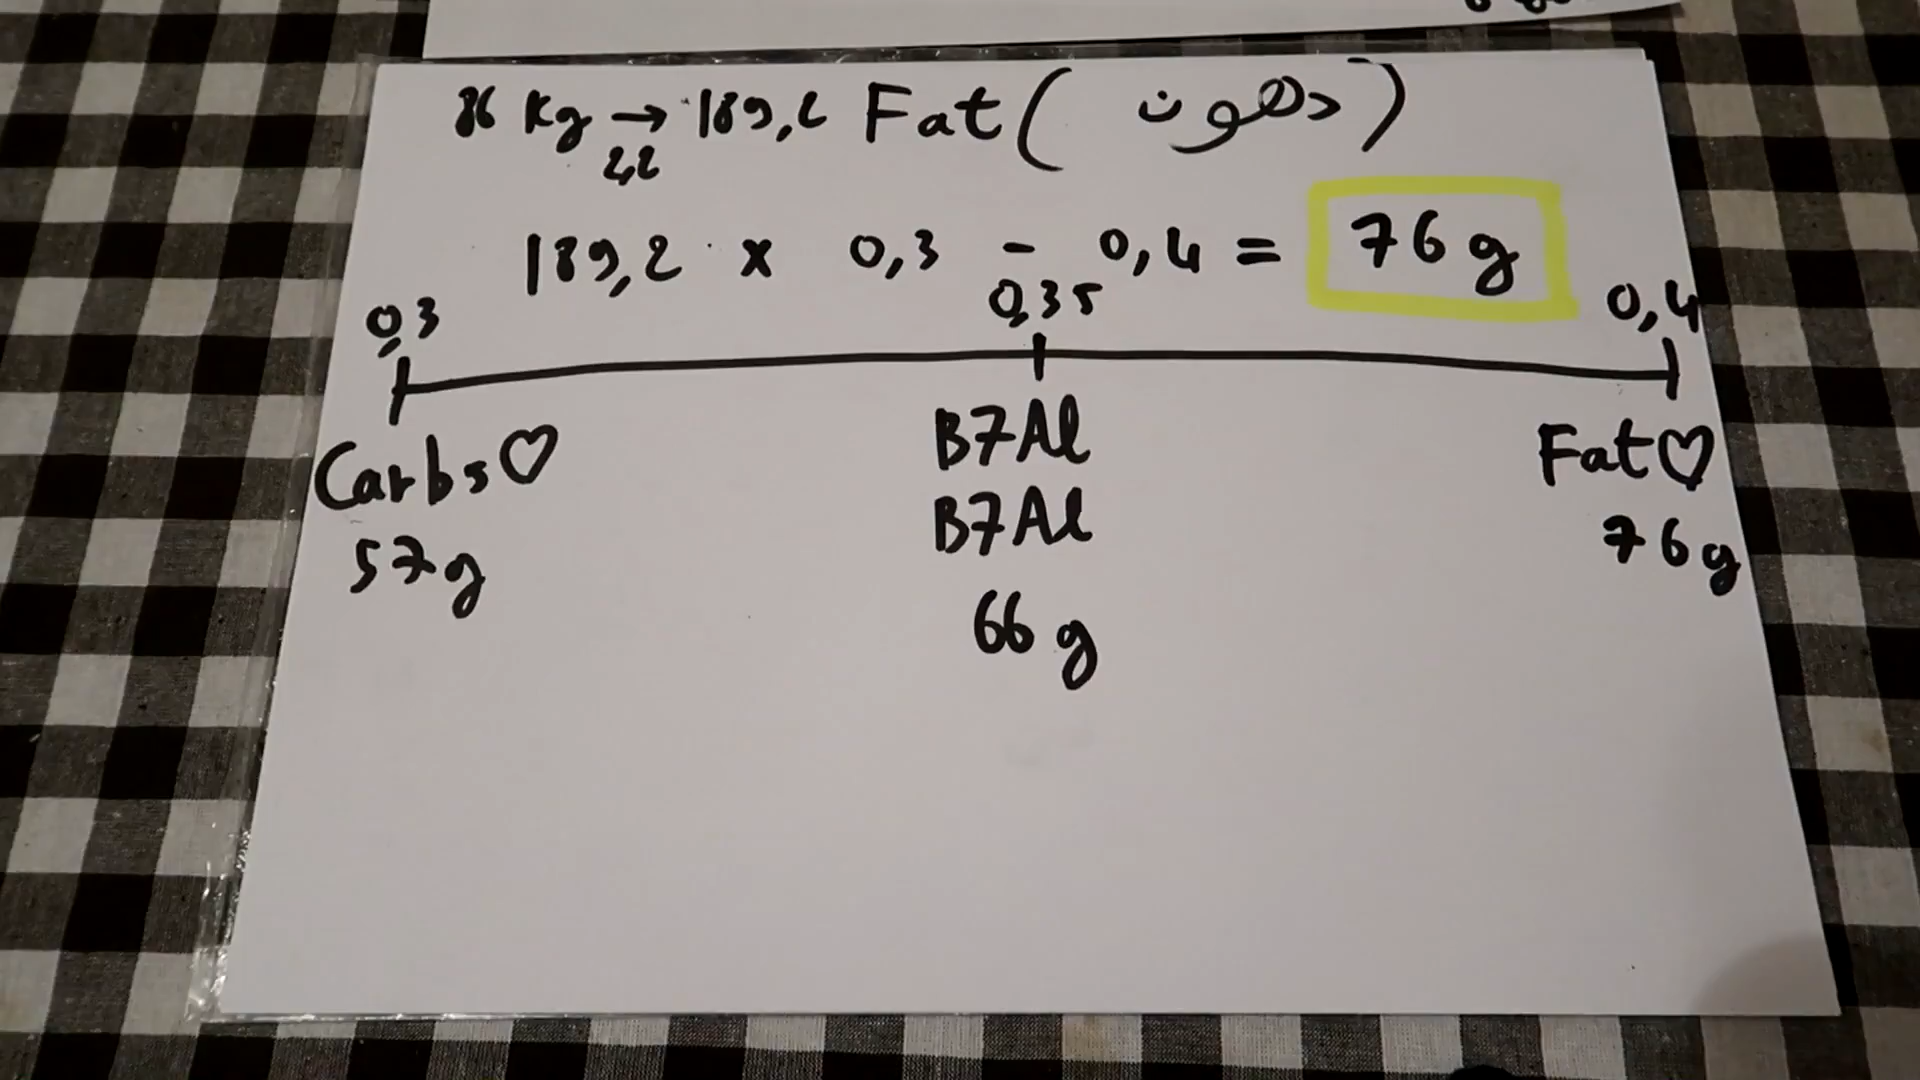 86 Kg → 189,2 Fat ( دهون )
2,2
189,2 x 0,3 - 0,4 = 76 g
0,3 0,35 0,4
Carbs♡ B7Al Fat♡
57g B7Al 76g
66 g